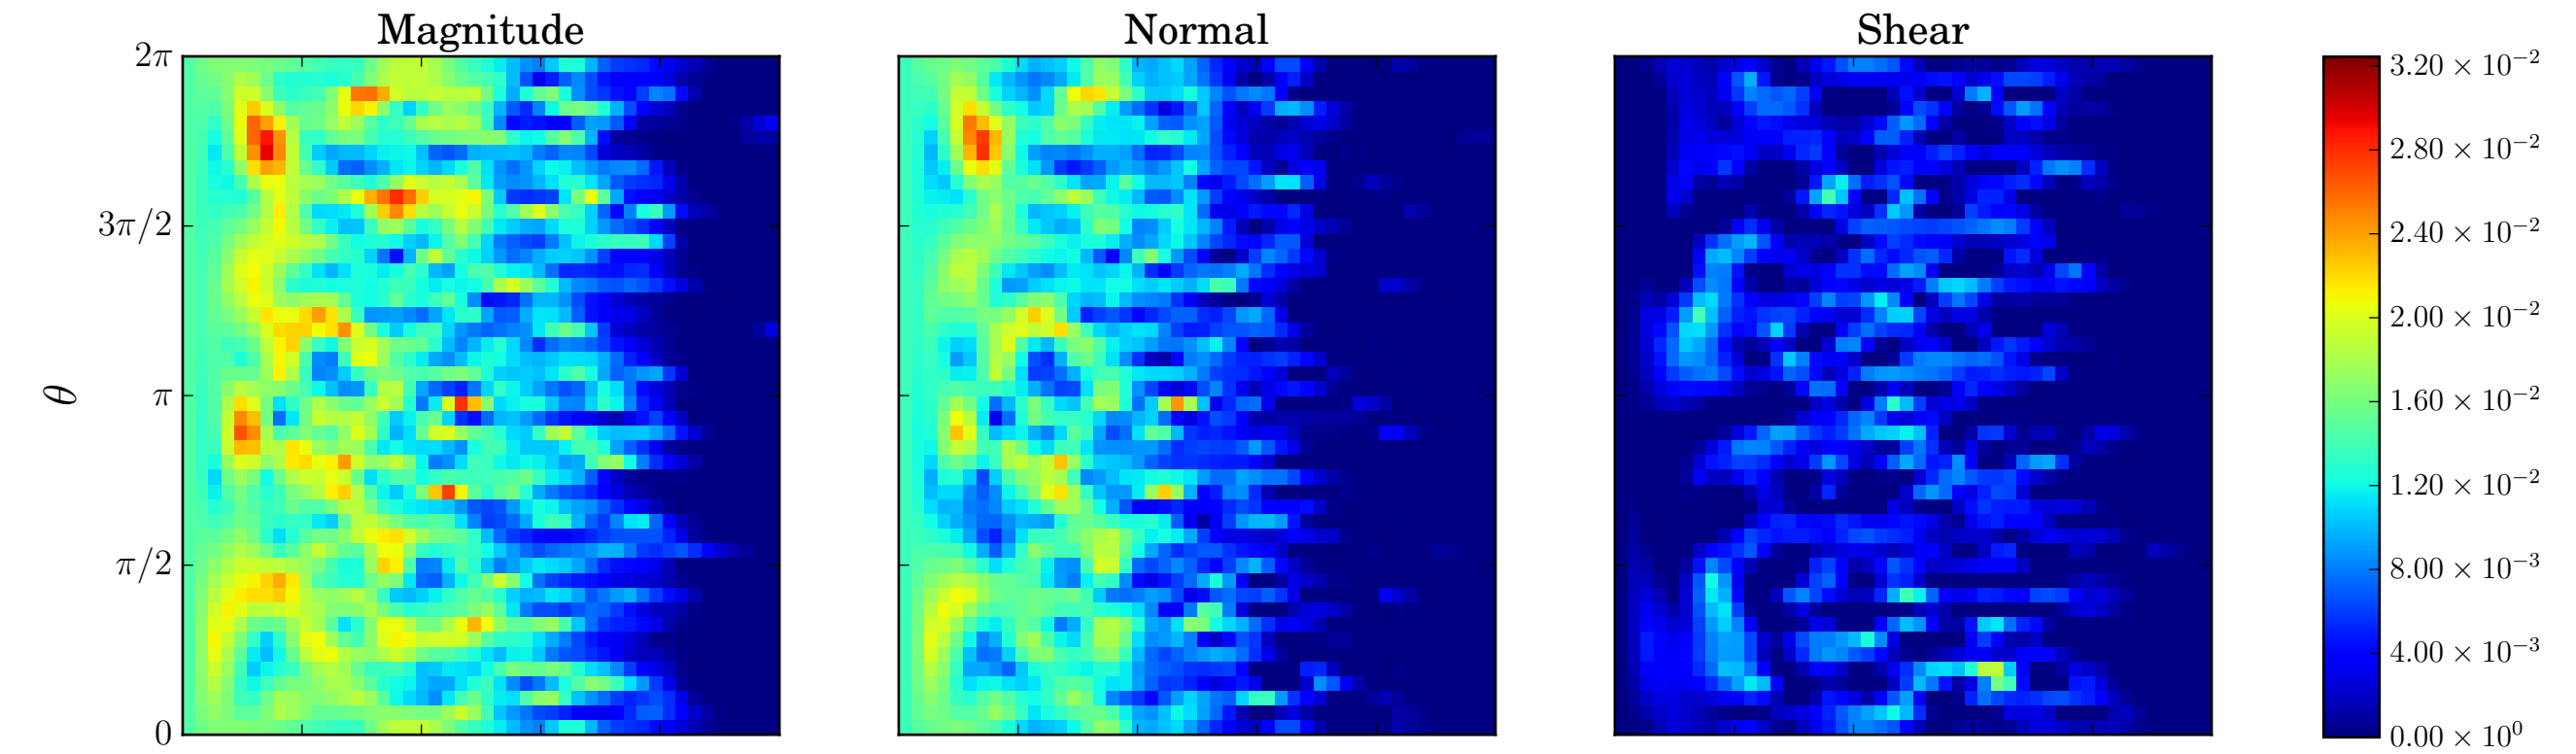 Magnitude
Normal
Shear
θ
2π
3π/2
π
π/2
0
3.20 × 10⁻²
2.80 × 10⁻²
2.40 × 10⁻²
2.00 × 10⁻²
1.60 × 10⁻²
1.20 × 10⁻²
8.00 × 10⁻³
4.00 × 10⁻³
0.00 × 10⁰